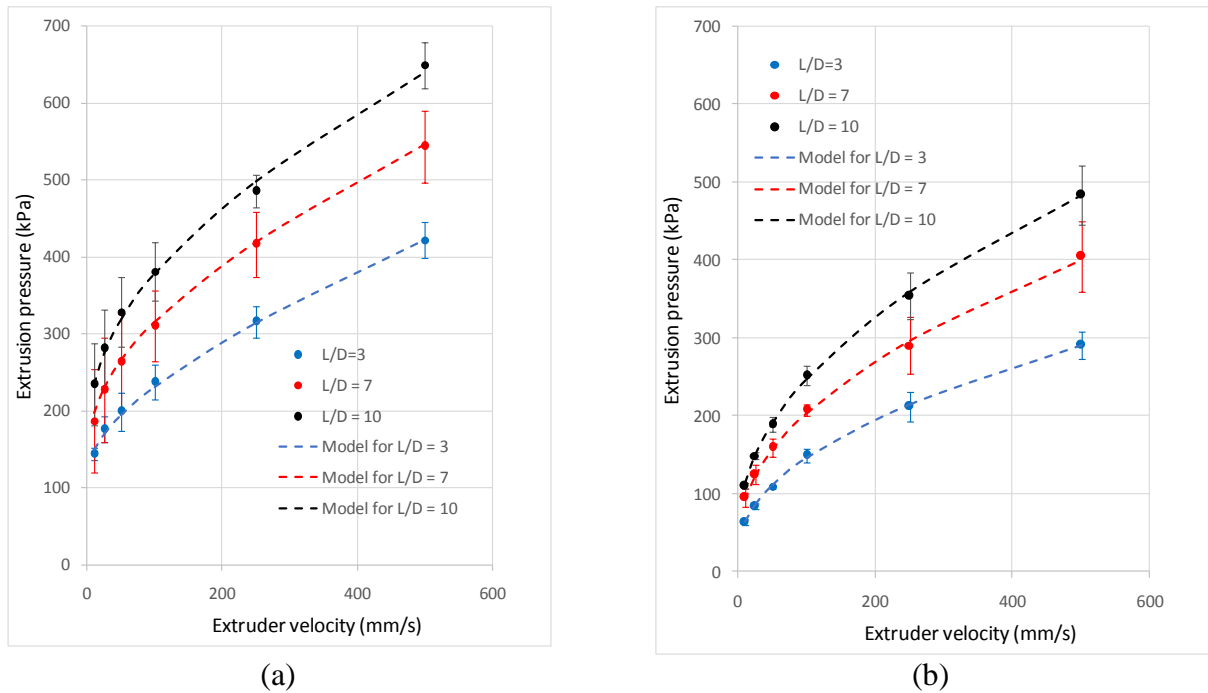 700
600
500
400
300
200
100
0
Extrusion pressure (kPa)
L/D=3
L/D = 7
L/D = 10
Model for L/D = 3
Model for L/D = 7
Model for L/D = 10
0 200 400 600
Extruder velocity (mm/s)
(a)
700
600
500
400
300
200
100
0
Extrusion pressure (kPa)
L/D=3
L/D = 7
L/D = 10
Model for L/D = 3
Model for L/D = 7
Model for L/D = 10
0 200 400 600
Extruder velocity (mm/s)
(b)